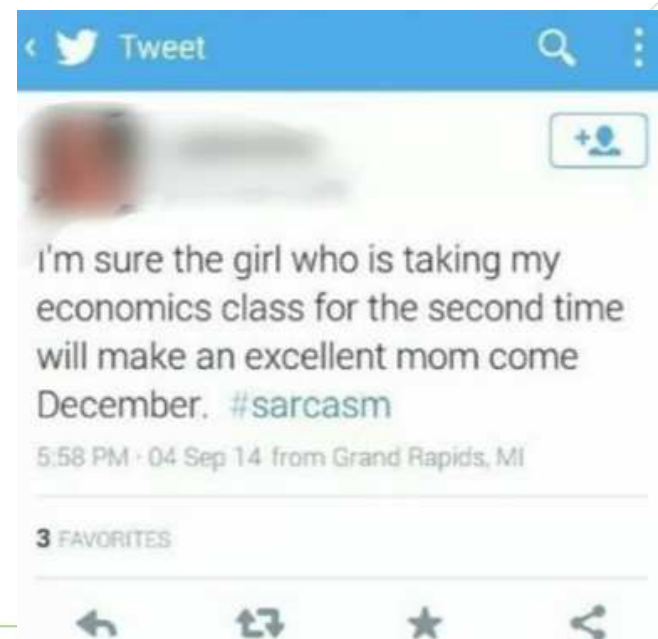 Tweet
I'm sure the girl who is taking my
economics class for the second time
will make an excellent mom come
December. #sarcasm
5:58 PM · 04 Sep 14 from Grand Rapids, MI
3 FAVORITES